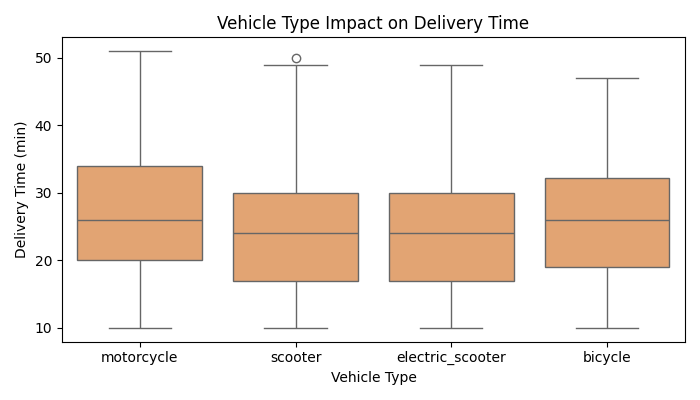 Vehicle Type Impact on Delivery Time
Delivery Time (min)
50
40
30
20
10
motorcycle scooter electric_scooter bicycle
Vehicle Type